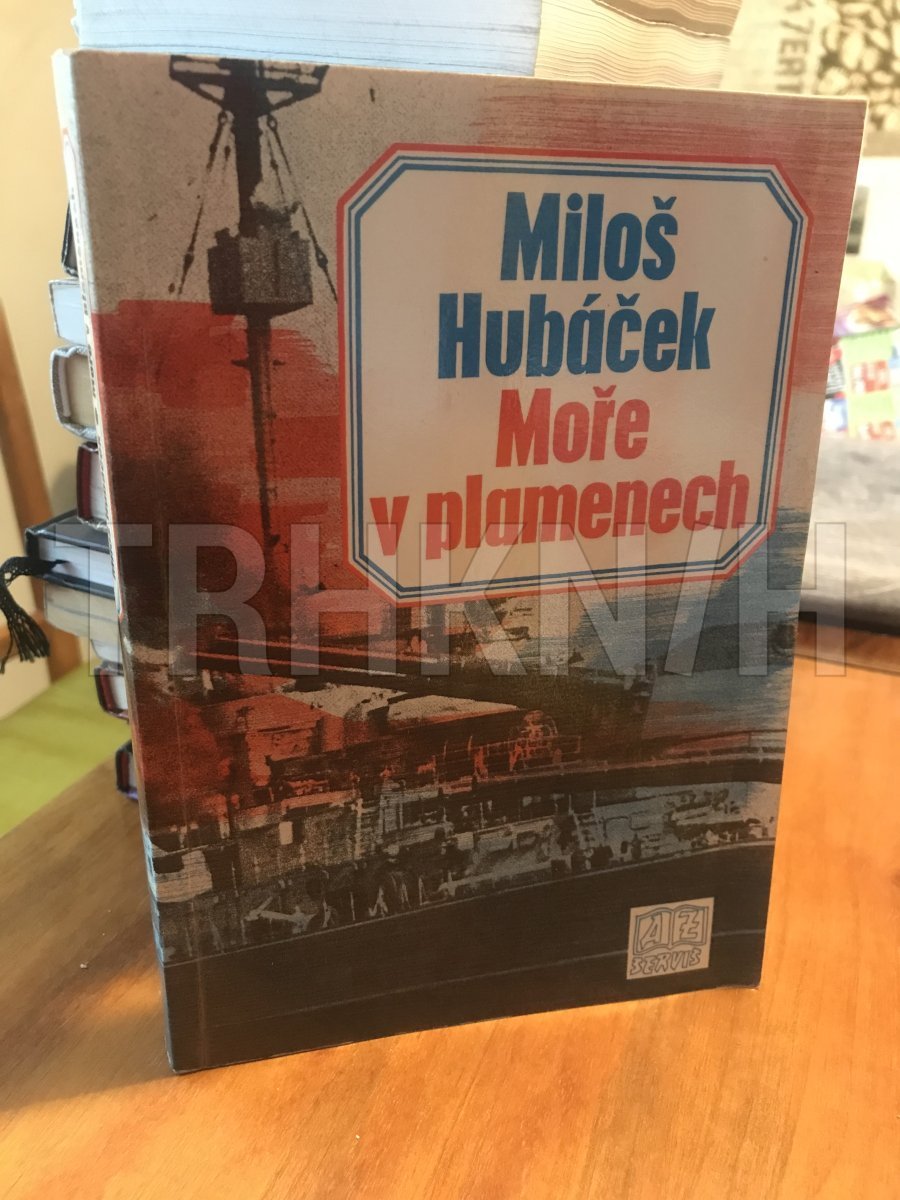 Miloš
Hubáček
Moře
v plamenech
TRHKNIH
AZ
SERVIS